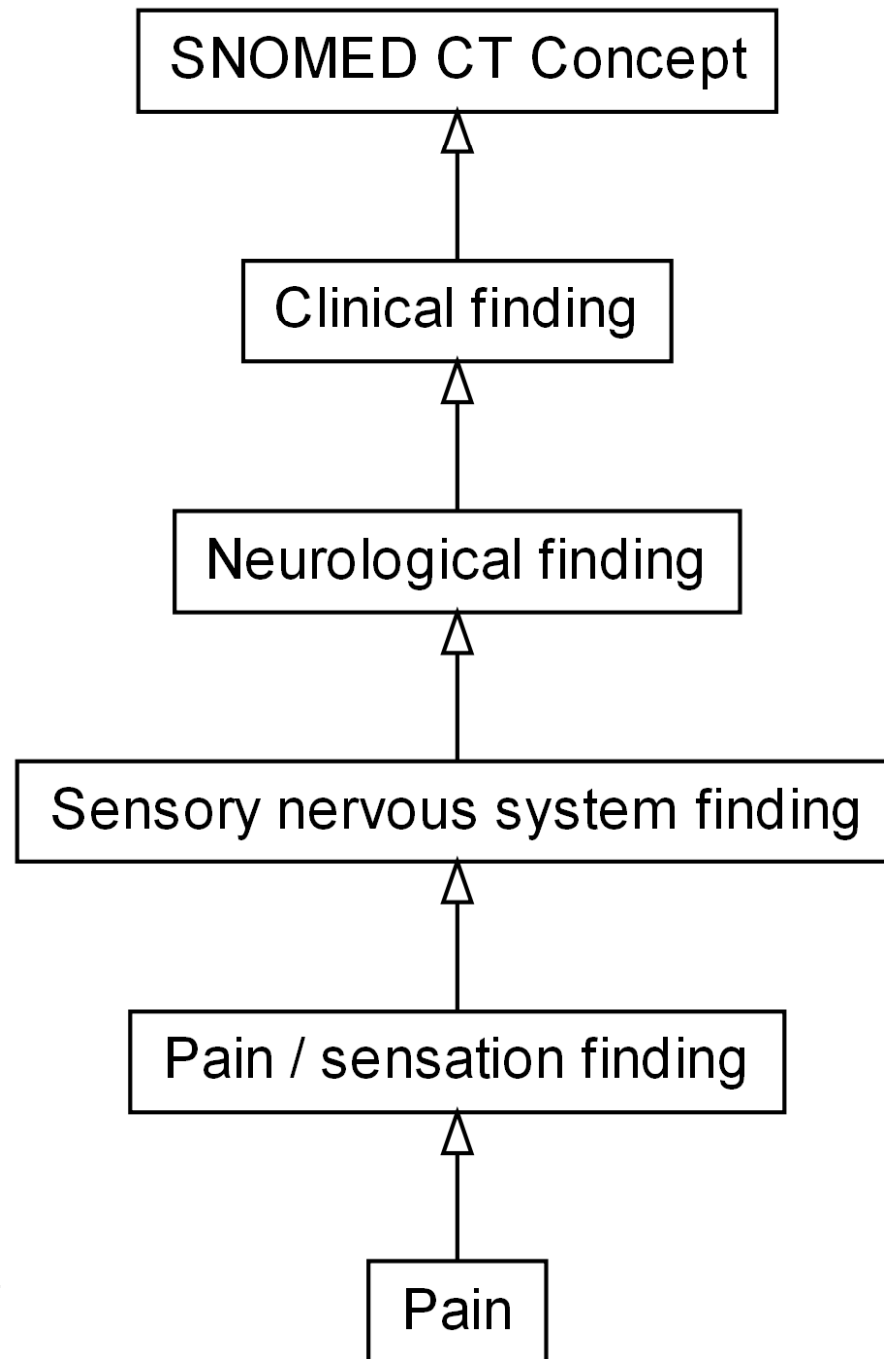 SNOMED CT Concept
Clinical finding
Neurological finding
Sensory nervous system finding
Pain / sensation finding
Pain